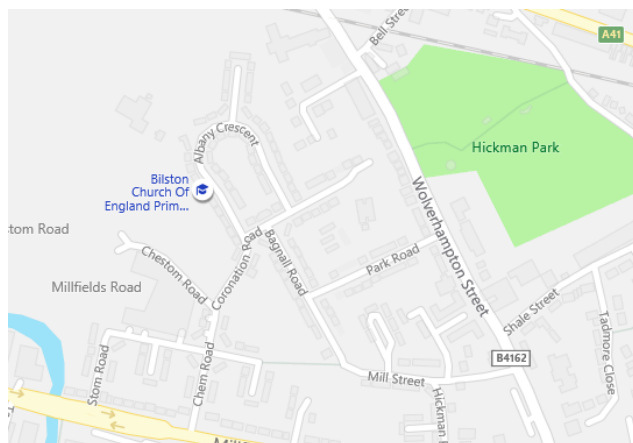 Bell Street
A41
Hickman Park
Albany Crescent
Bilston
Church Of
England Prim...
Wolverhampton Street
stom Road
Coronation Road
Bagnall Road
Park Road
Chestom Road
Millfields Road
Shale Street
Tadmore Close
Stom Road
Chem Road
B4162
Mill Street
Hickman